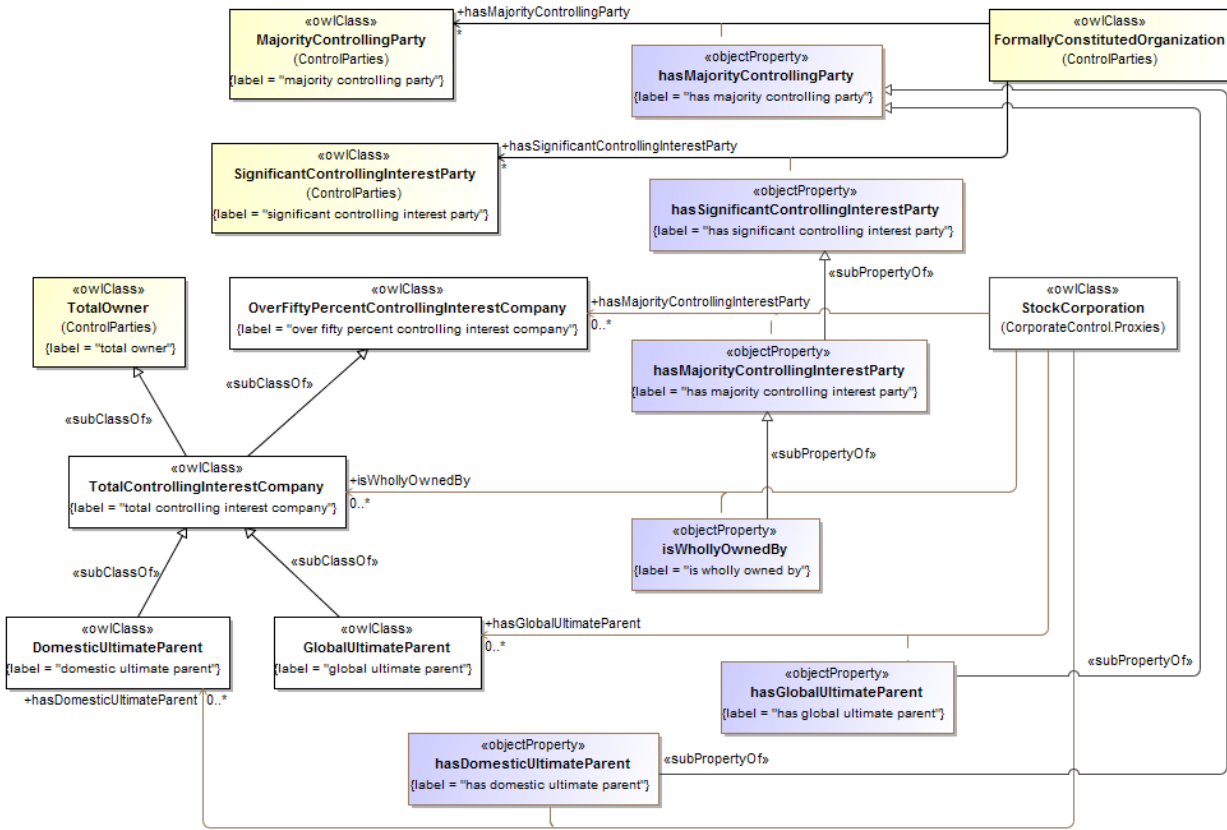 +hasMajorityControllingParty
«owlClass»
MajorityControllingParty
(ControlParties)
{label = "majority controlling party"}
*
«objectProperty»
hasMajorityControllingParty
{label = "has majority controlling party"}
«owlClass»
FormallyConstitutedOrganization
(ControlParties)
+hasSignificantControllingInterestParty
*
«owlClass»
SignificantControllingInterestParty
(ControlParties)
{label = "significant controlling interest party"}
«objectProperty»
hasSignificantControllingInterestParty
{label = "has significant controlling interest party"}
«subPropertyOf»
«owlClass»
TotalOwner
(ControlParties)
{label = "total owner"}
«owlClass»
OverFiftyPercentControllingInterestCompany
{label = "over fifty percent controlling interest company"}
+hasMajorityControllingInterestParty
0..*
«owlClass»
StockCorporation
(CorporateControl.Proxies)
«objectProperty»
hasMajorityControllingInterestParty
{label = "has majority controlling interest party"}
«subClassOf»
«subClassOf»
«subPropertyOf»
«owlClass»
TotalControllingInterestCompany
{label = "total controlling interest company"}
+isWhollyOwnedBy
0..*
«objectProperty»
isWhollyOwnedBy
{label = "is wholly owned by"}
«subClassOf»
«subClassOf»
«owlClass»
DomesticUltimateParent
{label = "domestic ultimate parent"}
«owlClass»
GlobalUltimateParent
{label = "global ultimate parent"}
+hasGlobalUltimateParent
0..*
«objectProperty»
hasGlobalUltimateParent
{label = "has global ultimate parent"}
«subPropertyOf»
+hasDomesticUltimateParent
0..*
«objectProperty»
hasDomesticUltimateParent
{label = "has domestic ultimate parent"}
«subPropertyOf»